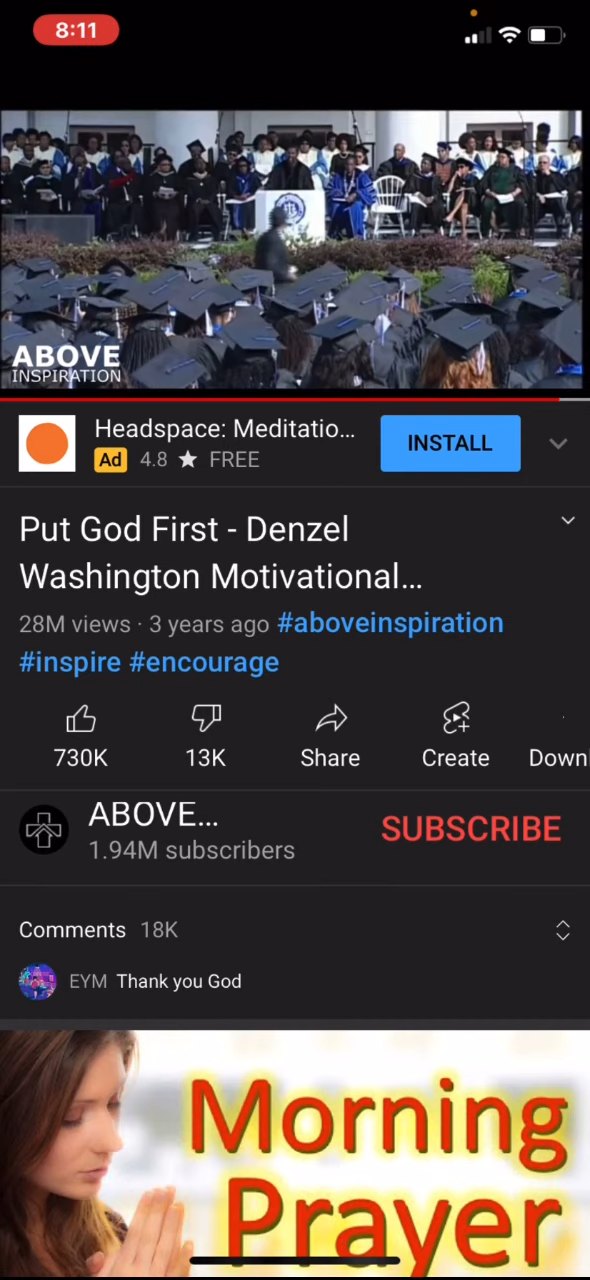 8:11
ABOVE
INSPIRATION
Headspace: Meditatio...
Ad 4.8 ★ FREE
INSTALL
Put God First - Denzel
Washington Motivational...
28M views · 3 years ago #aboveinspiration
#inspire #encourage
730K 13K Share Create Downl
ABOVE...
1.94M subscribers
SUBSCRIBE
Comments 18K
EYM Thank you God
Morning
Prayer